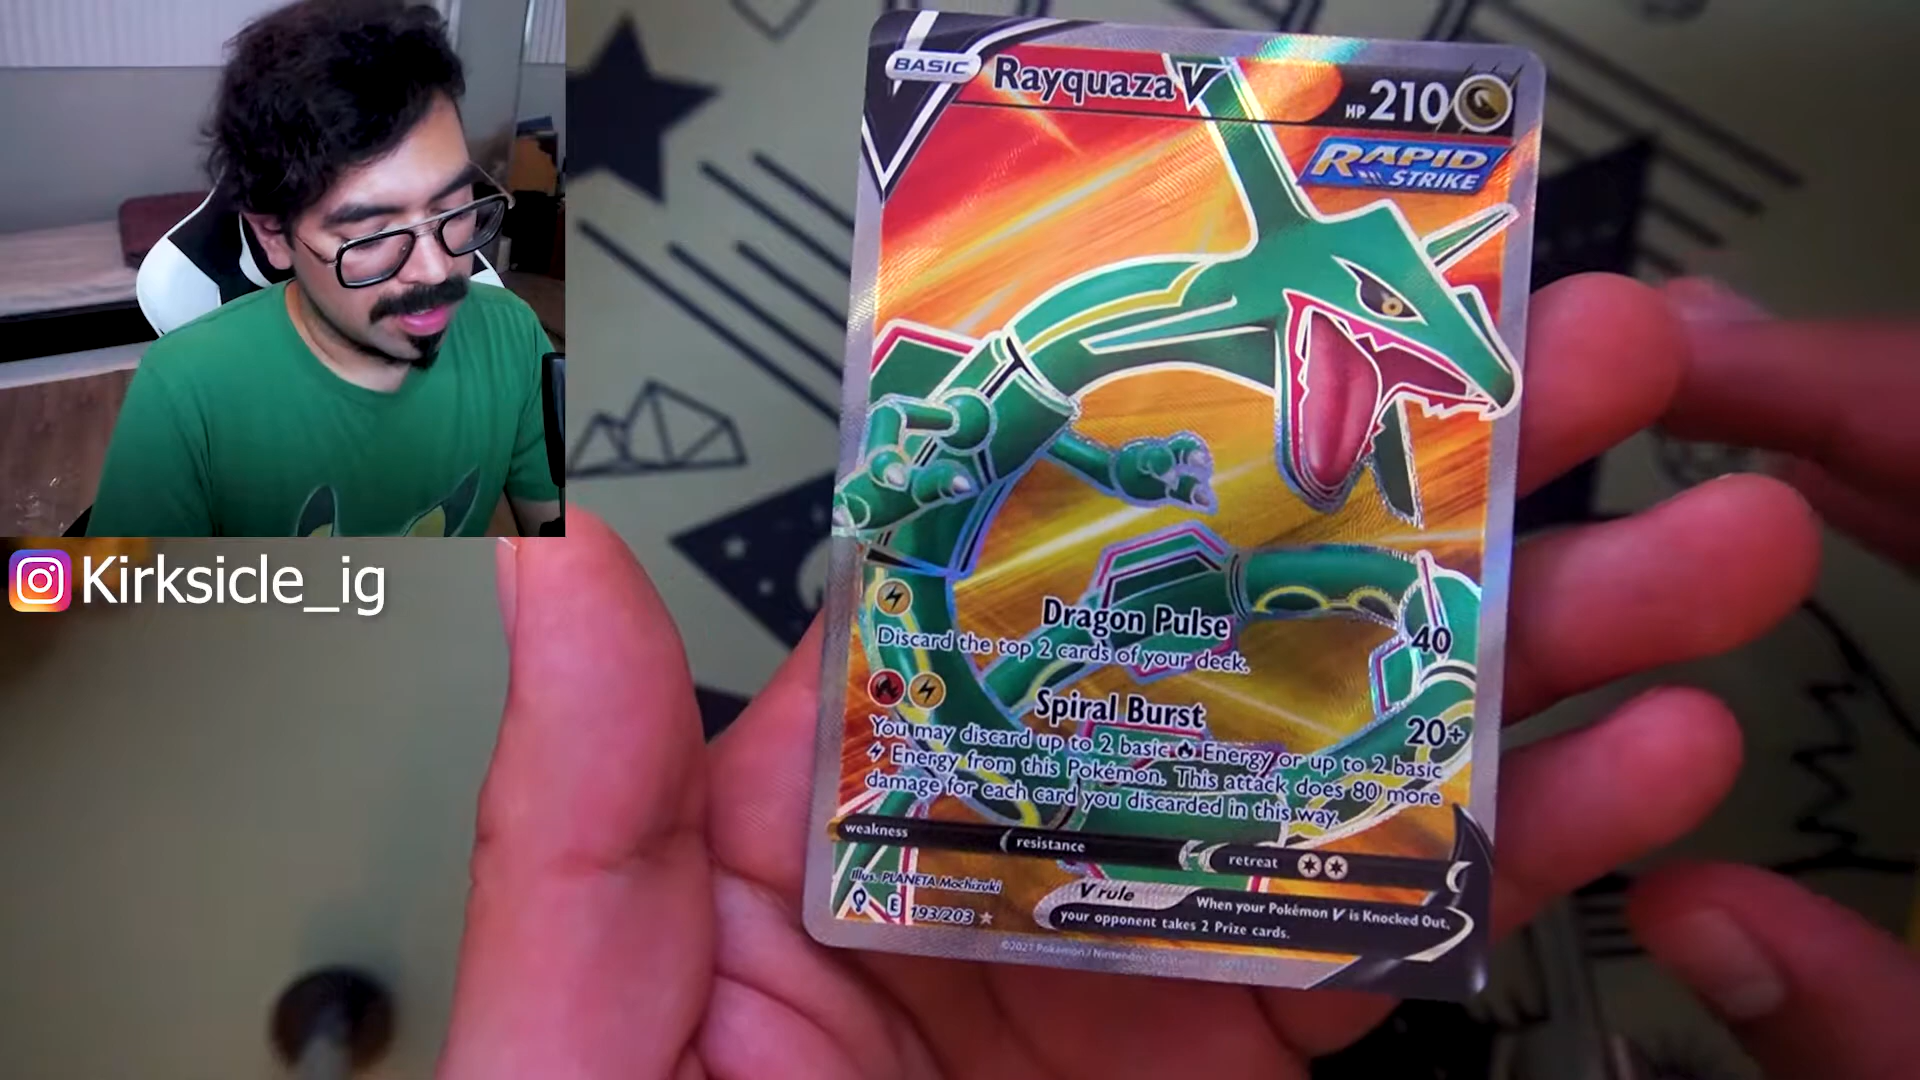 BASIC Rayquaza V HP 210
RAPID STRIKE
Kirksicle_ig
Dragon Pulse 40
Discard the top 2 cards of your deck.
Spiral Burst 20+
You may discard up to 2 basic Energy or up to 2 basic
Energy from this Pokémon. This attack does 80 more
damage for each card you discarded in this way.
weakness resistance retreat
Illus. PLANETA Mochizuki
E 193/203
V rule When your Pokémon V is Knocked Out,
your opponent takes 2 Prize cards.
©2021 Pokémon / Nintendo